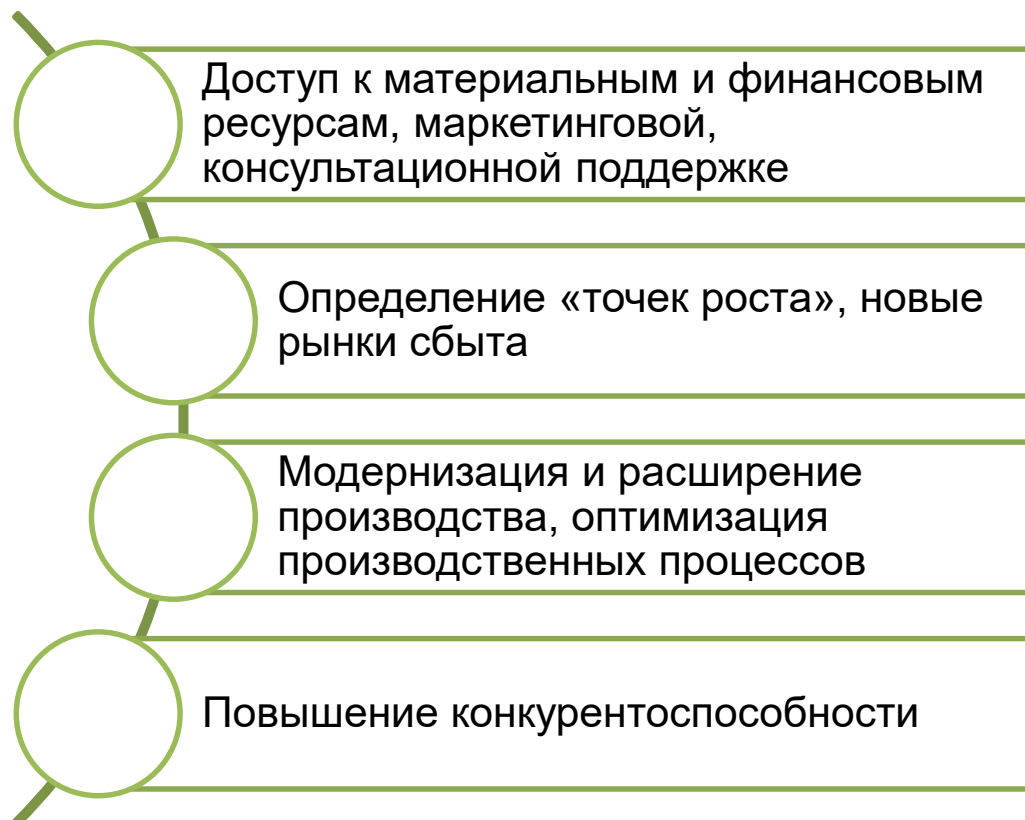 Доступ к материальным и финансовым
ресурсам, маркетинговой,
консультационной поддержке
Определение «точек роста», новые
рынки сбыта
Модернизация и расширение
производства, оптимизация
производственных процессов
Повышение конкурентоспособности